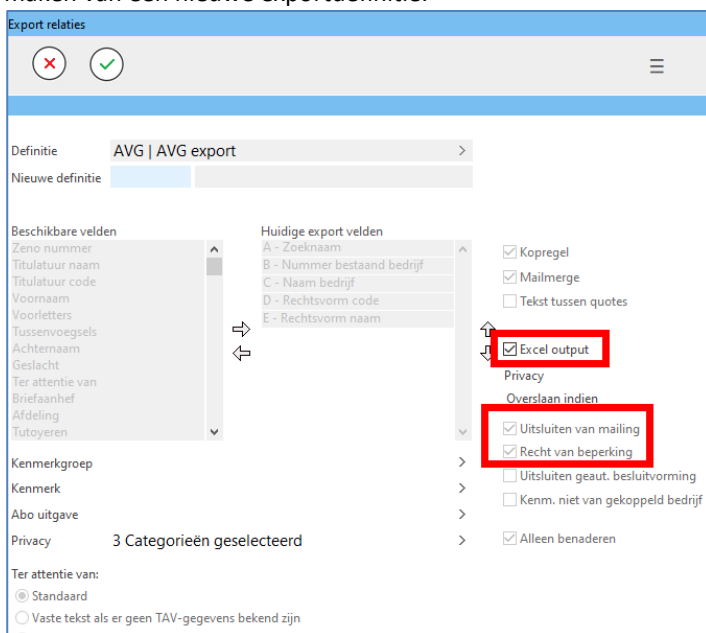 maken van een nieuwe exportdefinitie.
Export relaties
Definitie AVG | AVG export
Nieuwe definitie
Beschikbare velden
Zeno nummer
Titulatuur naam
Titulatuur code
Voornaam
Voorletters
Tussenvoegsels
Achternaam
Geslacht
Ter attentie van
Briefaanhef
Afdeling
Tutoyeren
Huidige export velden
A - Zoeknaam
B - Nummer bestaand bedrijf
C - Naam bedrijf
D - Rechtsvorm code
E - Rechtsvorm naam
Kopregel
Mailmerge
Tekst tussen quotes
Excel output
Privacy
Overslaan indien
Uitsluiten van mailing
Recht van beperking
Uitsluiten geaut. besluitvorming
Kenm. niet van gekoppeld bedrijf
Alleen benaderen
Kenmerkgroep
Kenmerk
Abo uitgave
Privacy 3 Categorieën geselecteerd
Ter attentie van:
Standaard
Vaste tekst als er geen TAV-gegevens bekend zijn